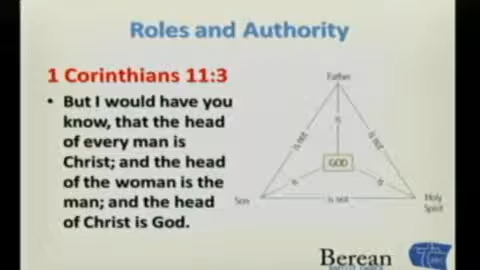 Roles and Authority
1 Corinthians 11:3
• But I would have you
know, that the head
of every man is
Christ; and the head
of the woman is the
man; and the head
of Christ is God.
Father
is not
is
is not
GOD
is
is
Son
is not
Holy
Spirit
Berean